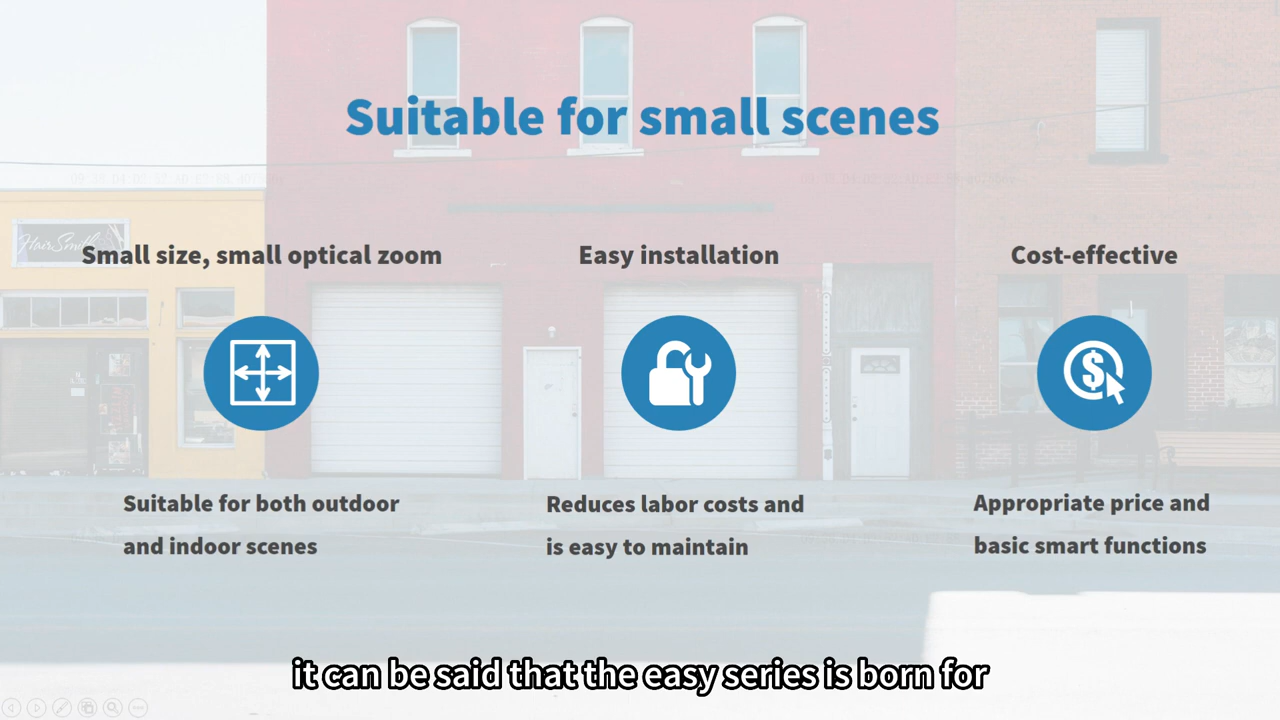 Suitable for small scenes
HairSmith
Small size, small optical zoom
Easy installation
Cost-effective
$
Suitable for both outdoor
and indoor scenes
Reduces labor costs and
is easy to maintain
Appropriate price and
basic smart functions
it can be said that the easy series is born for